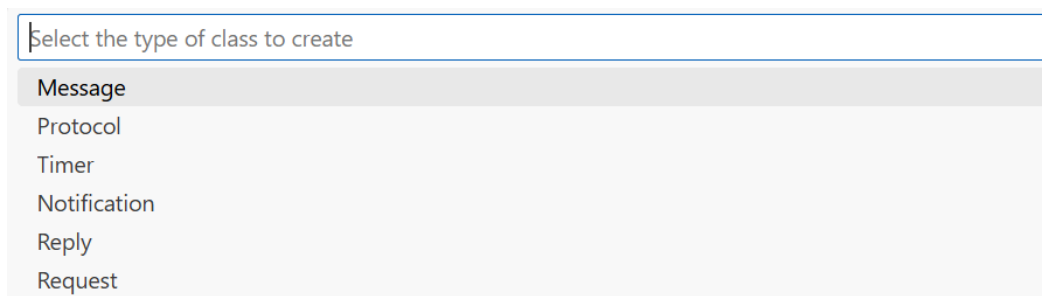 Select the type of class to create
Message
Protocol
Timer
Notification
Reply
Request